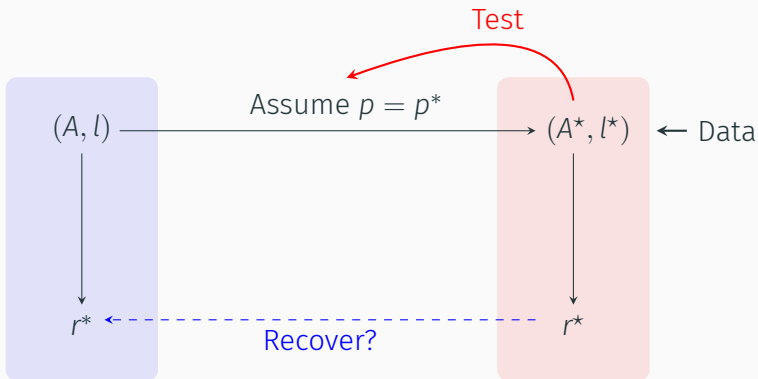 Test
Assume p = p*
(A, l)
(A⋆, l⋆)
Data
r*
r⋆
Recover?